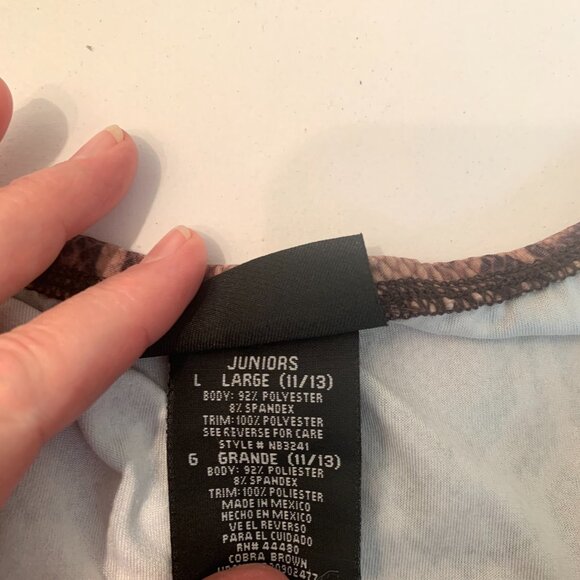 JUNIORS
L LARGE (11/13)
BODY: 92% POLYESTER
8% SPANDEX
TRIM: 100% POLYESTER
SEE REVERSE FOR CARE
STYLE # NB3241
G GRANDE (11/13)
BODY: 92% POLIESTER
8% SPANDEX
TRIM: 100% POLIESTER
MADE IN MEXICO
HECHO EN MEXICO
VE EL REVERSO
PARA EL CUIDADO
RH# 44480
COBRA BROWN